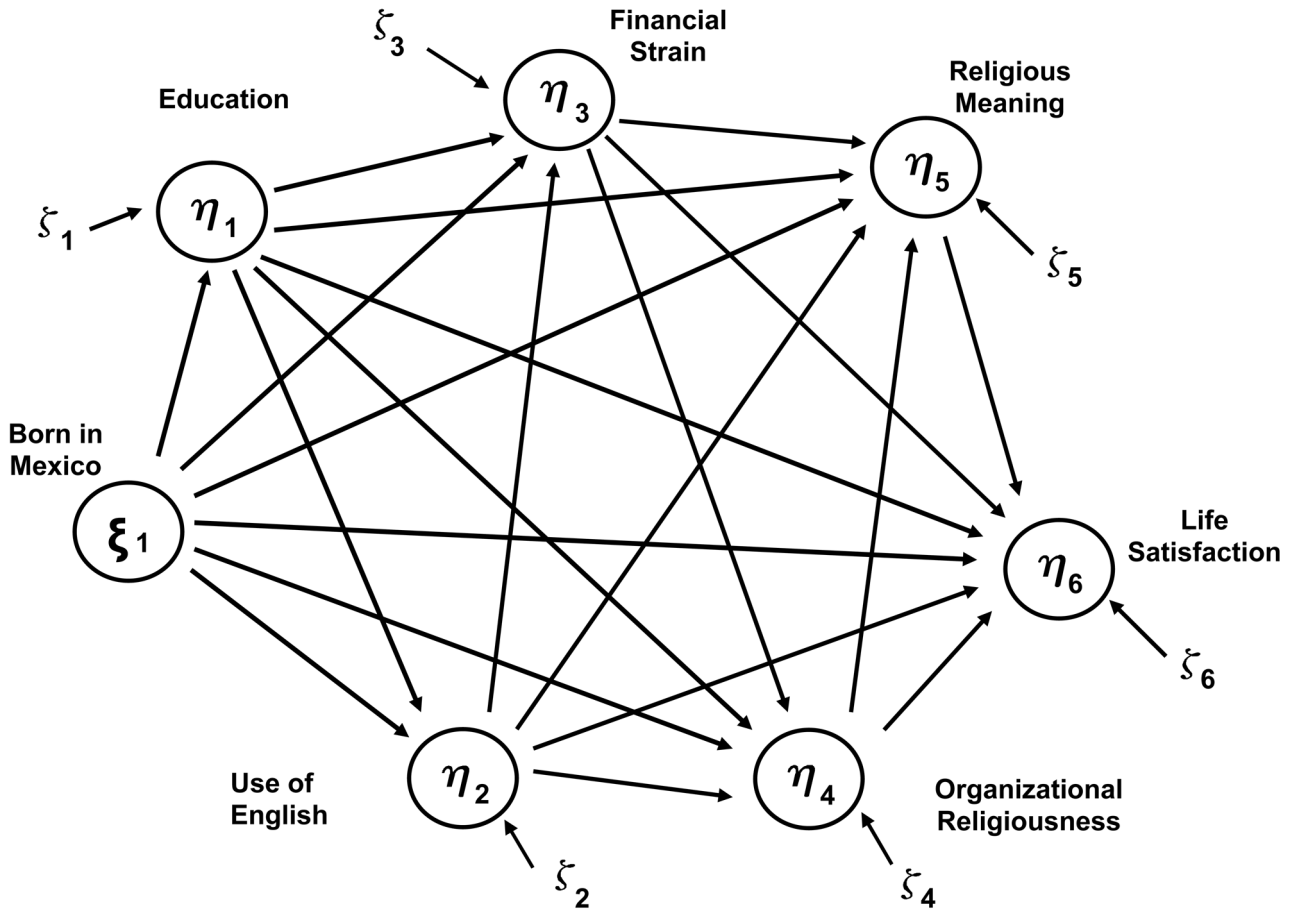 ζ3
Financial
Strain
η3
Religious
Meaning
Education
η5
ζ1
η1
ζ5
Born in
Mexico
ξ1
Life
Satisfaction
η6
ζ6
Use of
English
η2
η4
Organizational
Religiousness
ζ2
ζ4